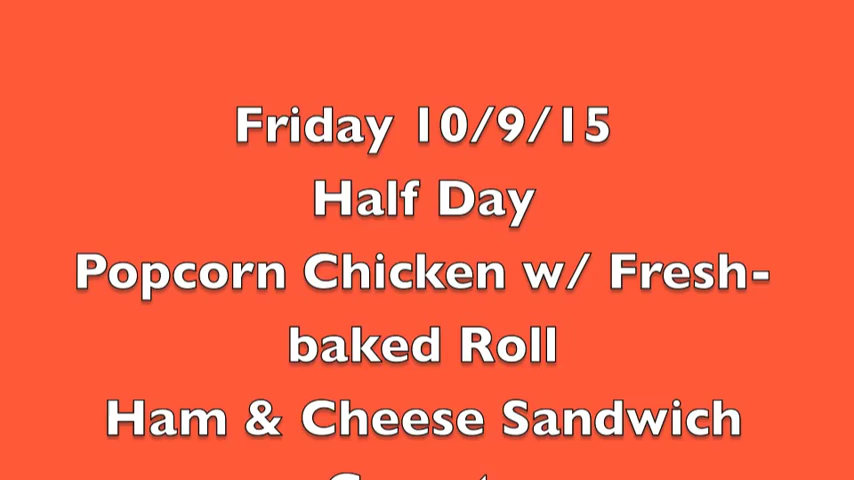 Friday 10/9/15
Half Day
Popcorn Chicken w/ Fresh-
baked Roll
Ham & Cheese Sandwich